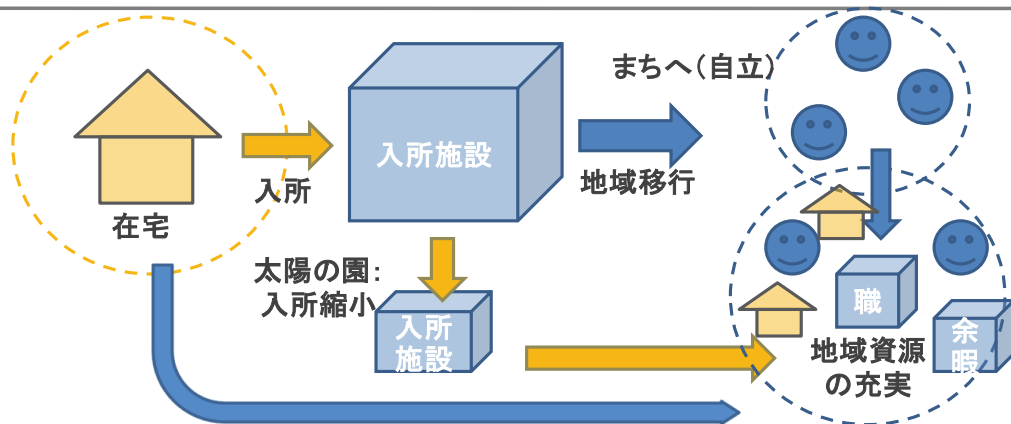 まちへ（自立）
入所施設
入所
地域移行
在宅
太陽の園：
入所縮小
入所
施設
職
余
暇
地域資源
の充実